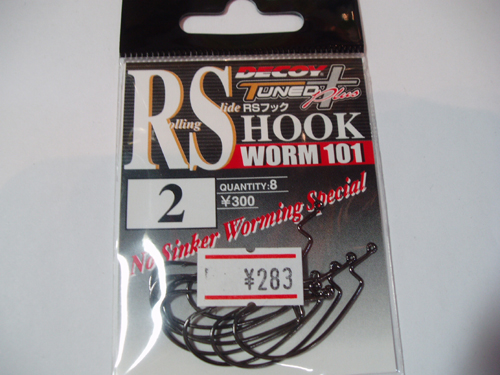 DECOY
TUNED+
Plus
RS
olling
lide RSフック
HOOK
WORM 101
2
QUANTITY:8
¥300
No Sinker Worming Special
¥283